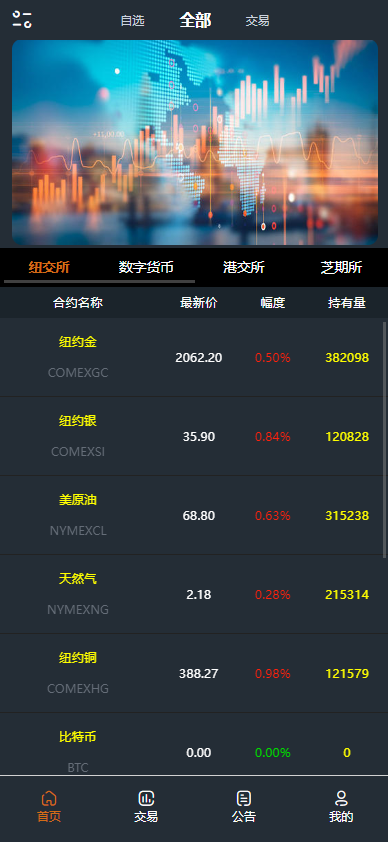 自选 全部 交易
纽交所 数字货币 港交所 芝期所
合约名称 最新价 幅度 持有量
纽约金
COMEXGC 2062.20 0.50% 382098
纽约银
COMEXSI 35.90 0.84% 120828
美原油
NYMEXCL 68.80 0.63% 315238
天然气
NYMEXNG 2.18 0.28% 215314
纽约铜
COMEXHG 388.27 0.98% 121579
比特币
BTC 0.00 0.00% 0
首页 交易 公告 我的